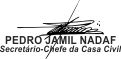 PEDRO JAMIL NADAF
Secretário-Chefe da Casa Civil